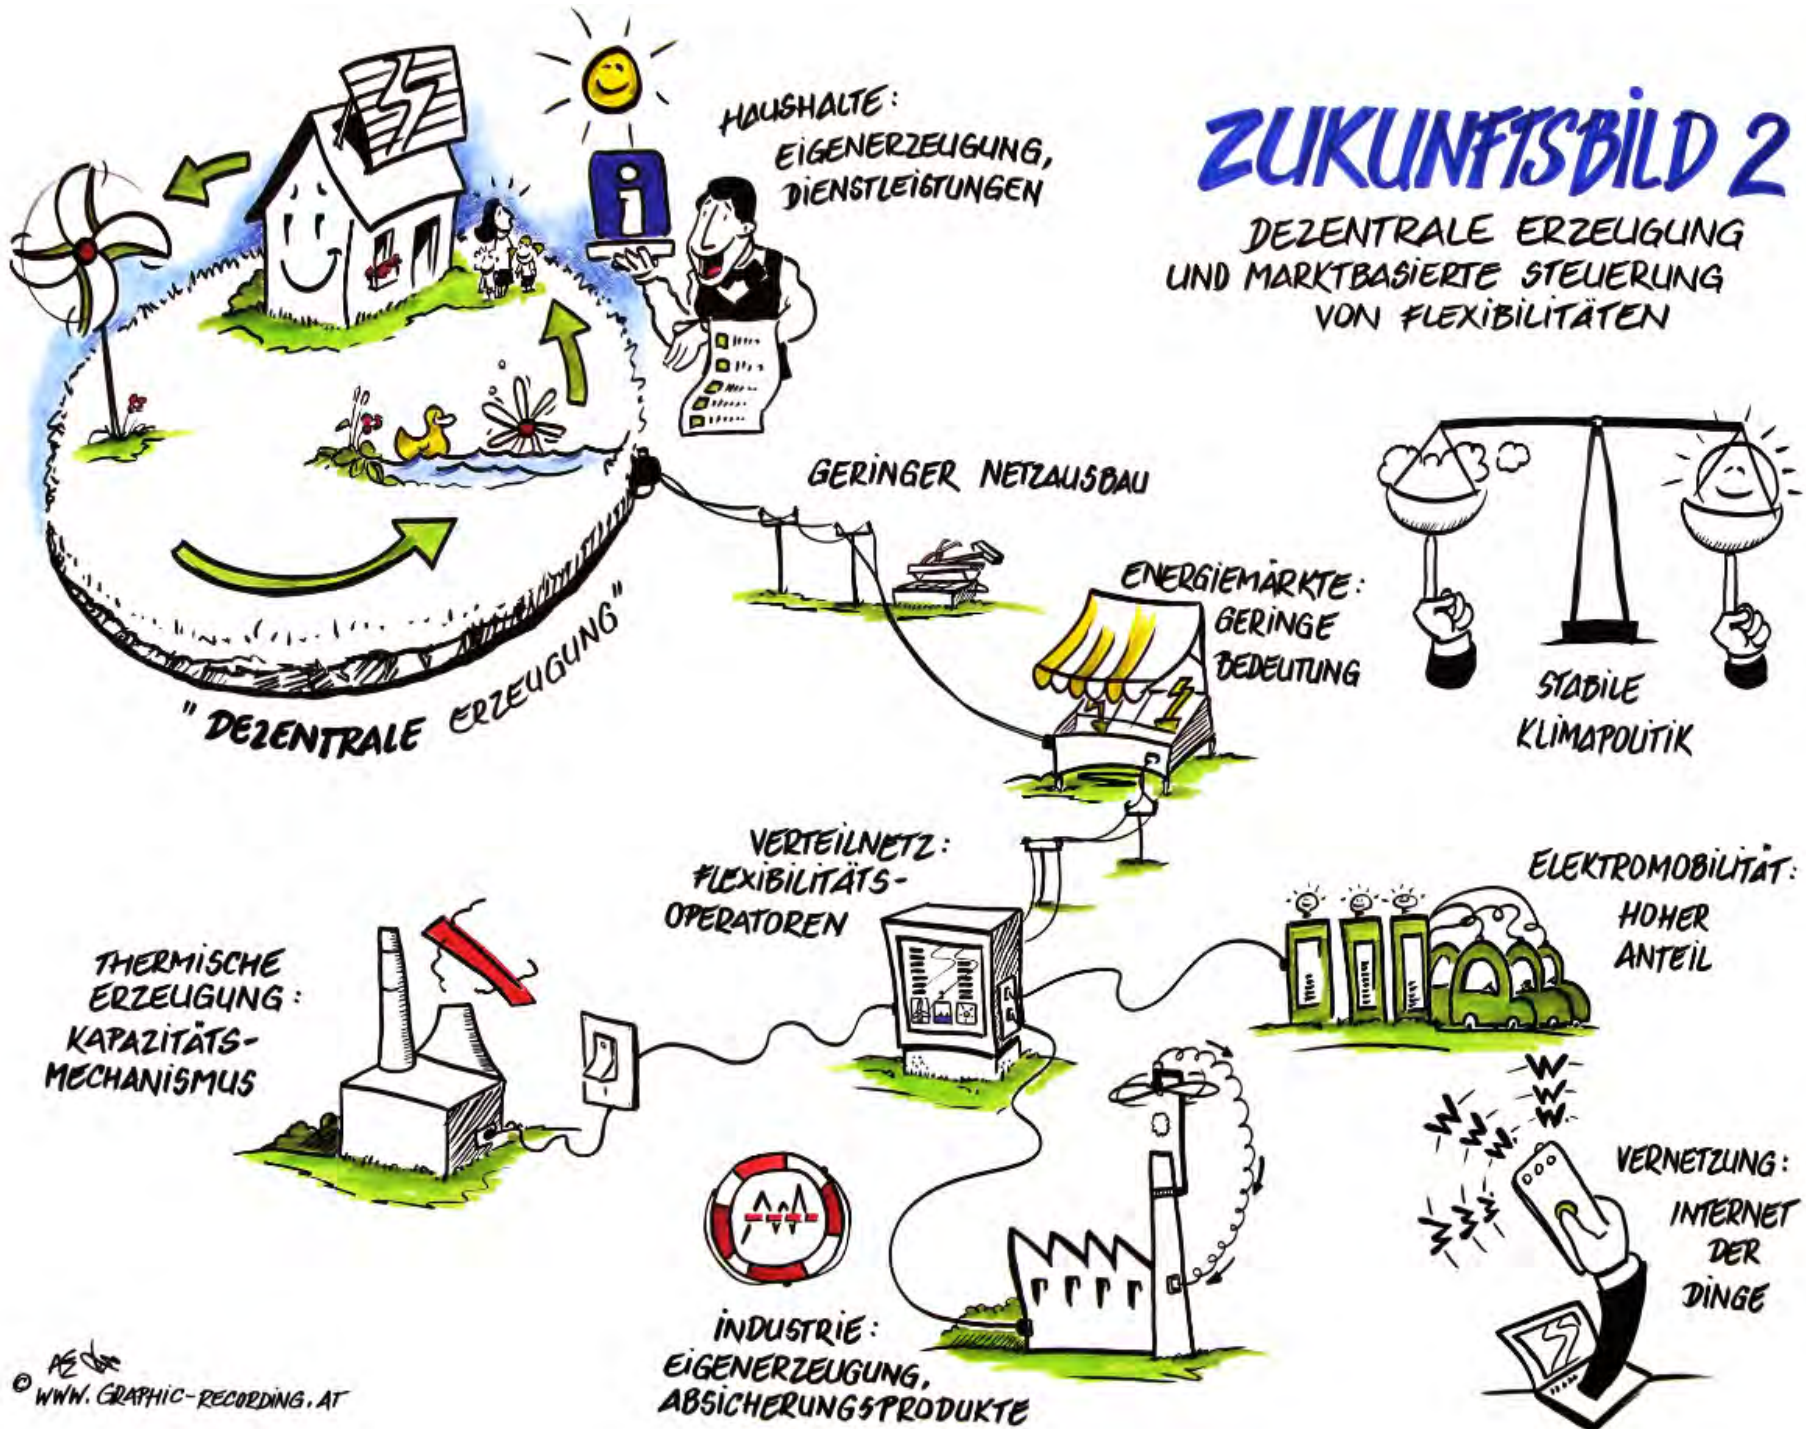 ZUKUNFTSBILD 2
DEZENTRALE ERZEUGUNG
UND MARKTBASIERTE STEUERUNG
VON FLEXIBILITÄTEN
HAUSHALTE:
EIGENERZEUGUNG,
DIENSTLEISTUNGEN
i
GERINGER NETZAUSBAU
"DEZENTRALE ERZEUGUNG"
ENERGIEMÄRKTE:
GERINGE
BEDEUTUNG
STABILE
KLIMAPOLITIK
VERTEILNETZ:
FLEXIBILITÄTS-
OPERATOREN
ELEKTROMOBILITÄT:
HOHER
ANTEIL
THERMISCHE
ERZEUGUNG:
KAPAZITÄTS-
MECHANISMUS
W
W
W
W W W
W W W
VERNETZUNG:
INTERNET
DER
DINGE
INDUSTRIE:
EIGENERZEUGUNG,
ABSICHERUNGSPRODUKTE
© WWW.GRAPHIC-RECORDING.AT